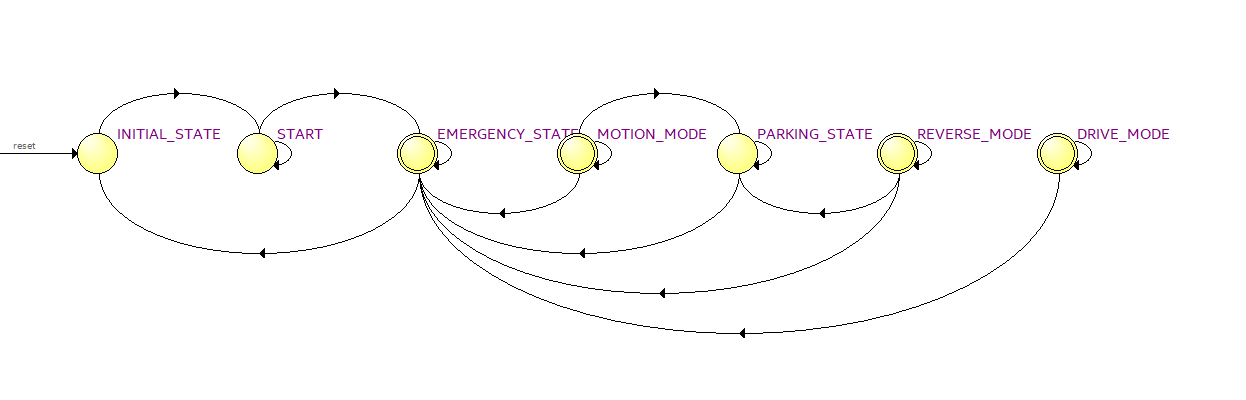 INITIAL_STATE
START
EMERGENCY_STATE
MOTION_MODE
PARKING_STATE
REVERSE_MODE
DRIVE_MODE
reset